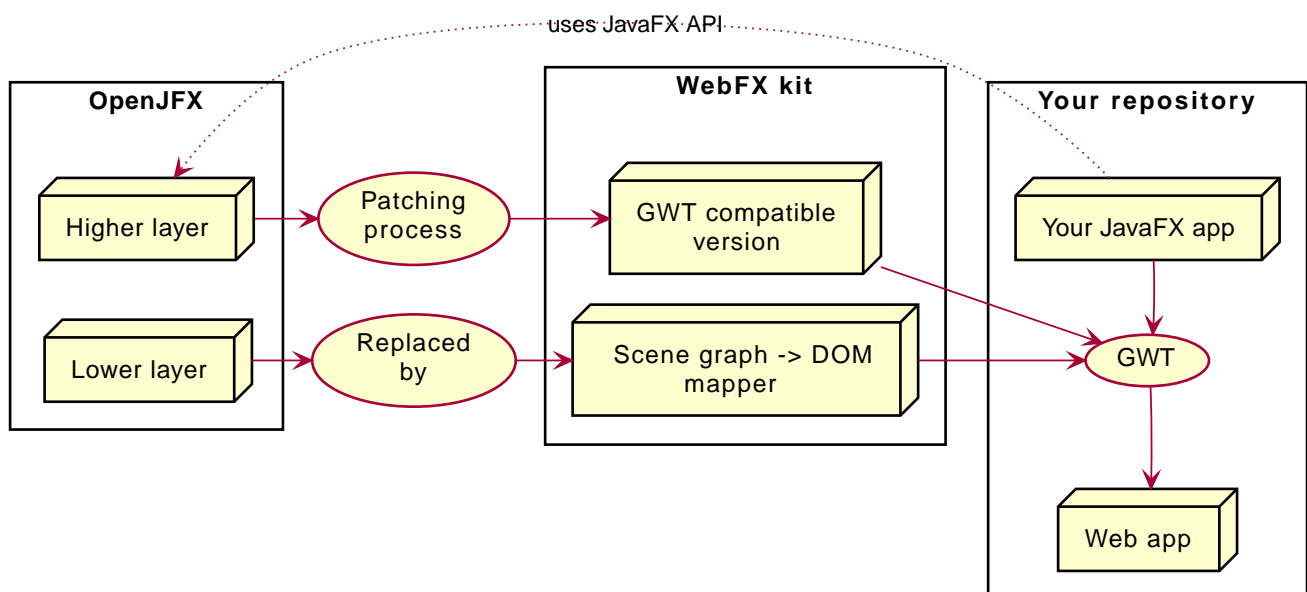 uses JavaFX API
OpenJFX
WebFX kit
Your repository
Higher layer
Patching
process
GWT compatible
version
Your JavaFX app
Lower layer
Replaced
by
Scene graph -> DOM
mapper
GWT
Web app